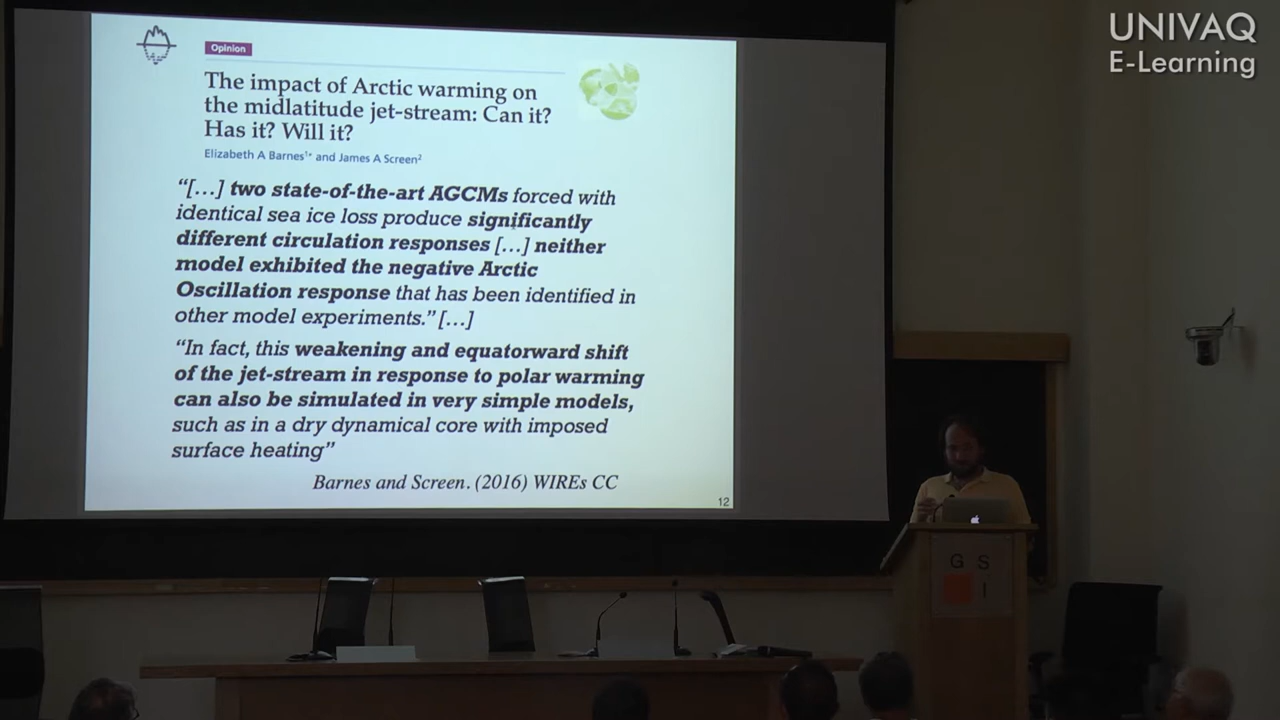 UNIVAQ
E-Learning
Opinion
The impact of Arctic warming on
the midlatitude jet-stream: Can it?
Has it? Will it?
Elizabeth A Barnes¹* and James A Screen²
“[…] two state-of-the-art AGCMs forced with
identical sea ice loss produce significantly
different circulation responses […] neither
model exhibited the negative Arctic
Oscillation response that has been identified in
other model experiments.” […]
“In fact, this weakening and equatorward shift
of the jet-stream in response to polar warming
can also be simulated in very simple models,
such as in a dry dynamical core with imposed
surface heating”
Barnes and Screen. (2016) WIREs CC
12
G S
I